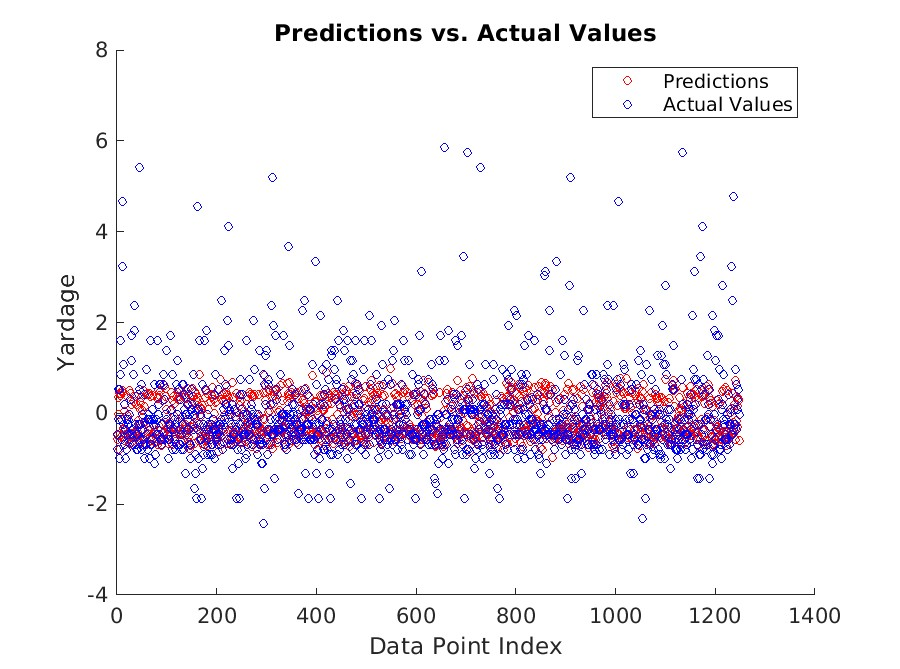 Predictions vs. Actual Values
8
6
4
2
0
-2
-4
Yardage
Predictions
Actual Values
0 200 400 600 800 1000 1200 1400
Data Point Index